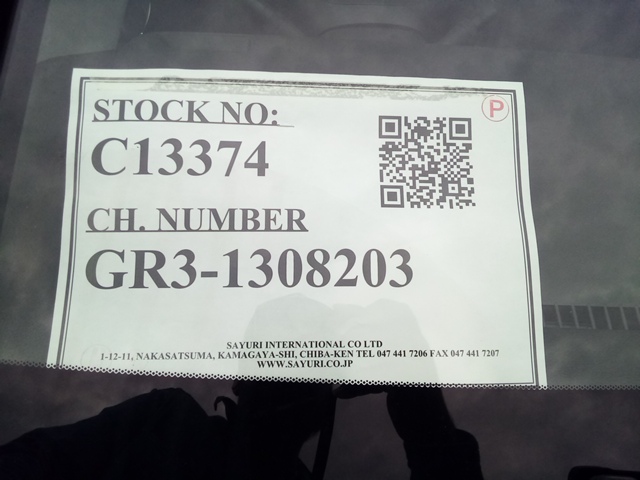 STOCK NO:
P
C13374
CH. NUMBER
GR3-1308203
SAYURI INTERNATIONAL CO LTD
1-12-11, NAKASATSUMA, KAMAGAYA-SHI, CHIBA-KEN TEL 047 441 7206 FAX 047 441 7207
WWW.SAYURI.CO.JP